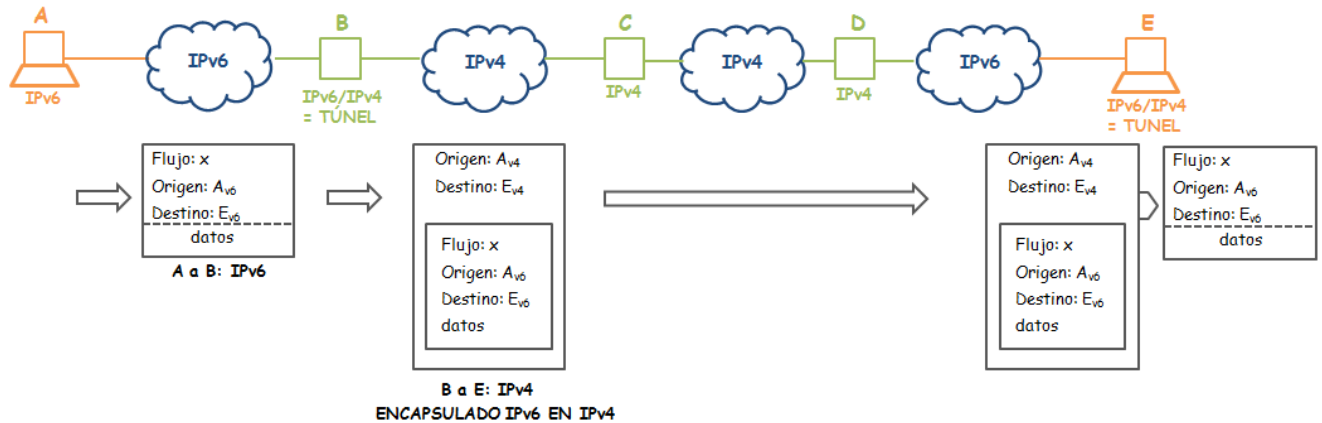 A
B
C
D
E
IPv6
IPv4
IPv4
IPv6
IPv6
IPv6/IPv4
= TÚNEL
IPv4
IPv4
IPv6/IPv4
= TUNEL
Flujo: x
Origen: Av6
Destino: Ev6
datos
A a B: IPv6
Origen: Av4
Destino: Ev4
Flujo: x
Origen: Av6
Destino: Ev6
datos
B a E: IPv4
ENCAPSULADO IPv6 EN IPv4
Origen: Av4
Destino: Ev4
Flujo: x
Origen: Av6
Destino: Ev6
datos
Flujo: x
Origen: Av6
Destino: Ev6
datos